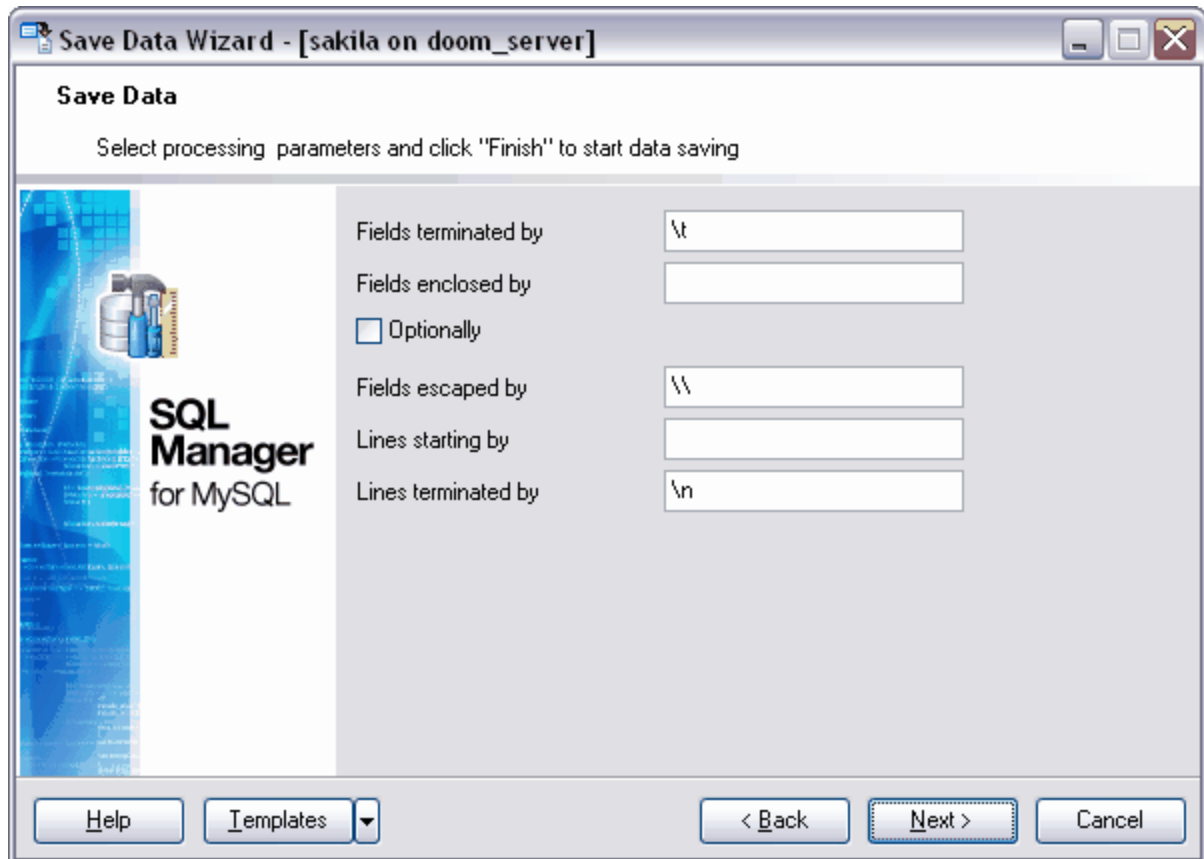 Save Data Wizard - [sakila on doom_server]
Save Data
Select processing  parameters and click "Finish" to start data saving
Fields terminated by
\t
Fields enclosed by
Optionally
Fields escaped by
\\
Lines starting by
Lines terminated by
\n
SQL
Manager
for MySQL
Help
Templates
< Back
Next >
Cancel